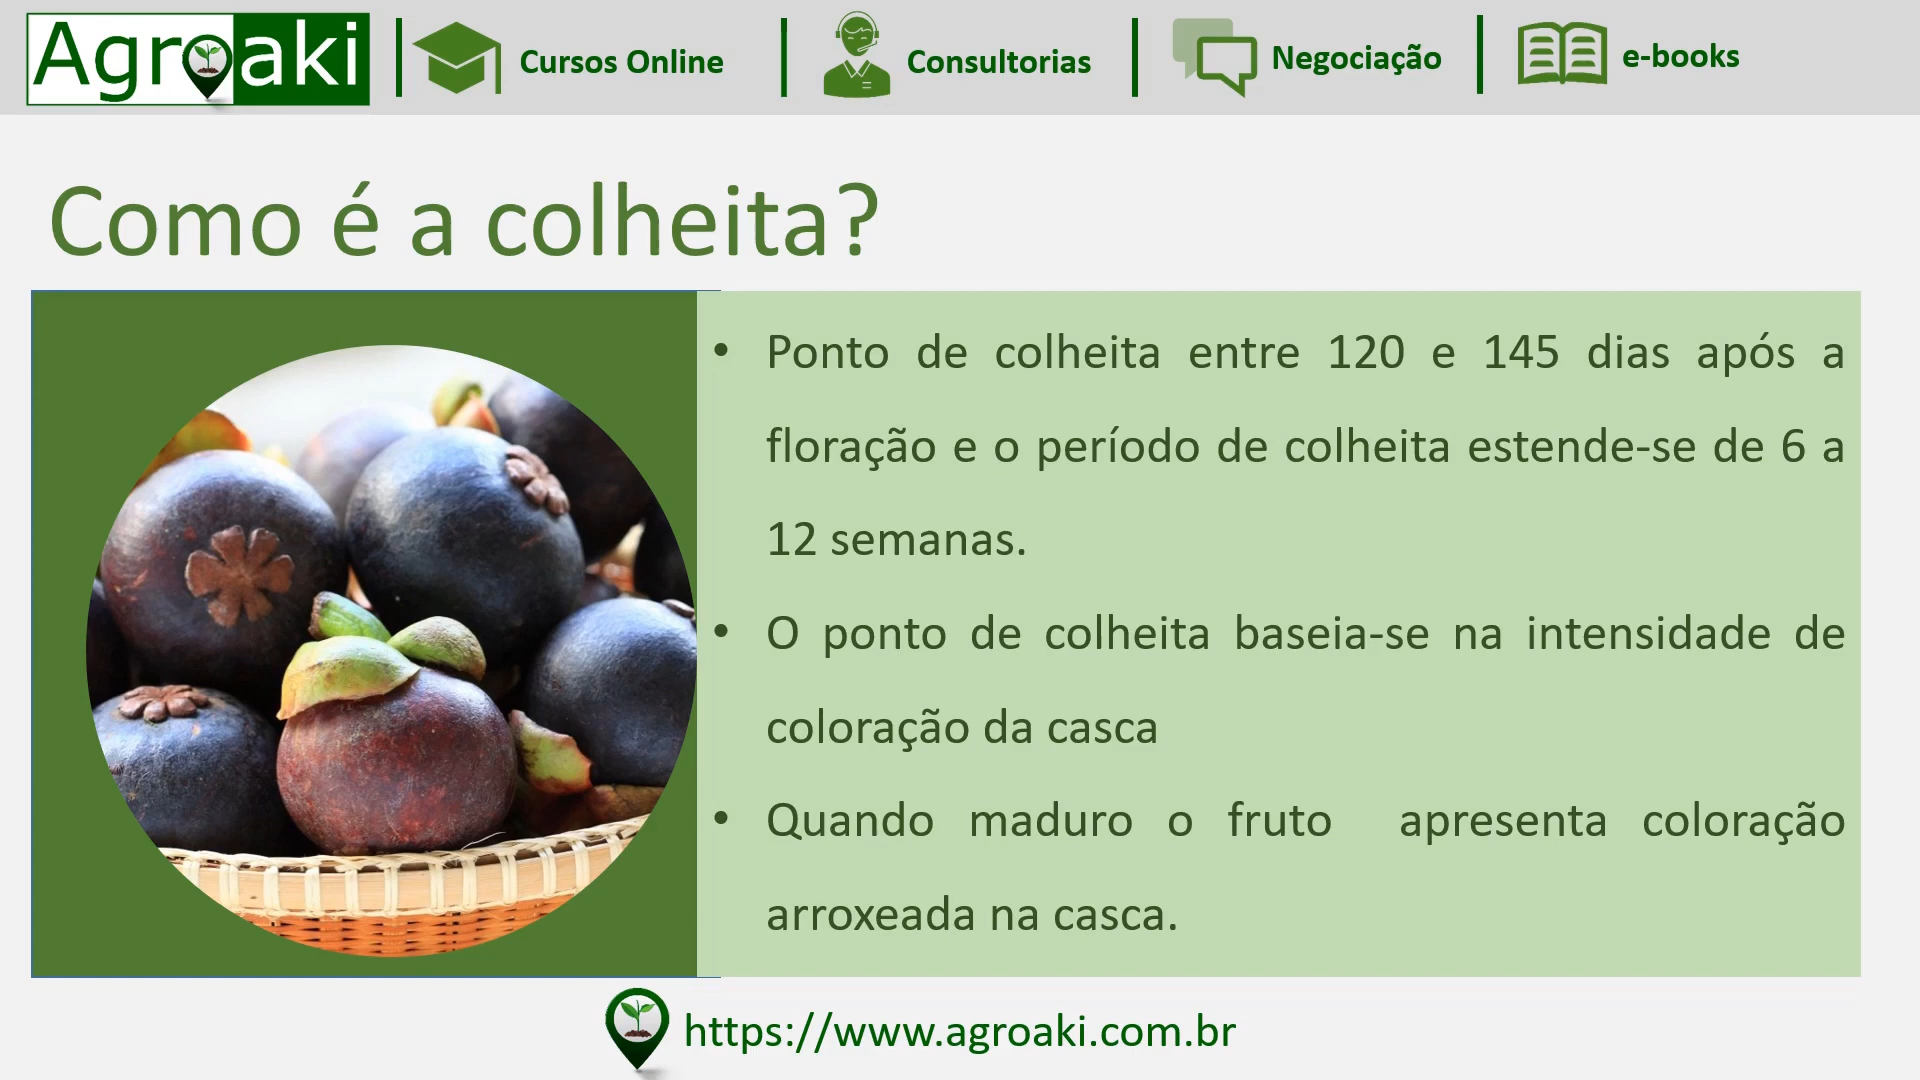 Agroaki
Cursos Online
Consultorias
Negociação
e-books
Como é a colheita?
• Ponto de colheita entre 120 e 145 dias após a
floração e o período de colheita estende-se de 6 a
12 semanas.
• O ponto de colheita baseia-se na intensidade de
coloração da casca
• Quando maduro o fruto apresenta coloração
arroxeada na casca.
https://www.agroaki.com.br